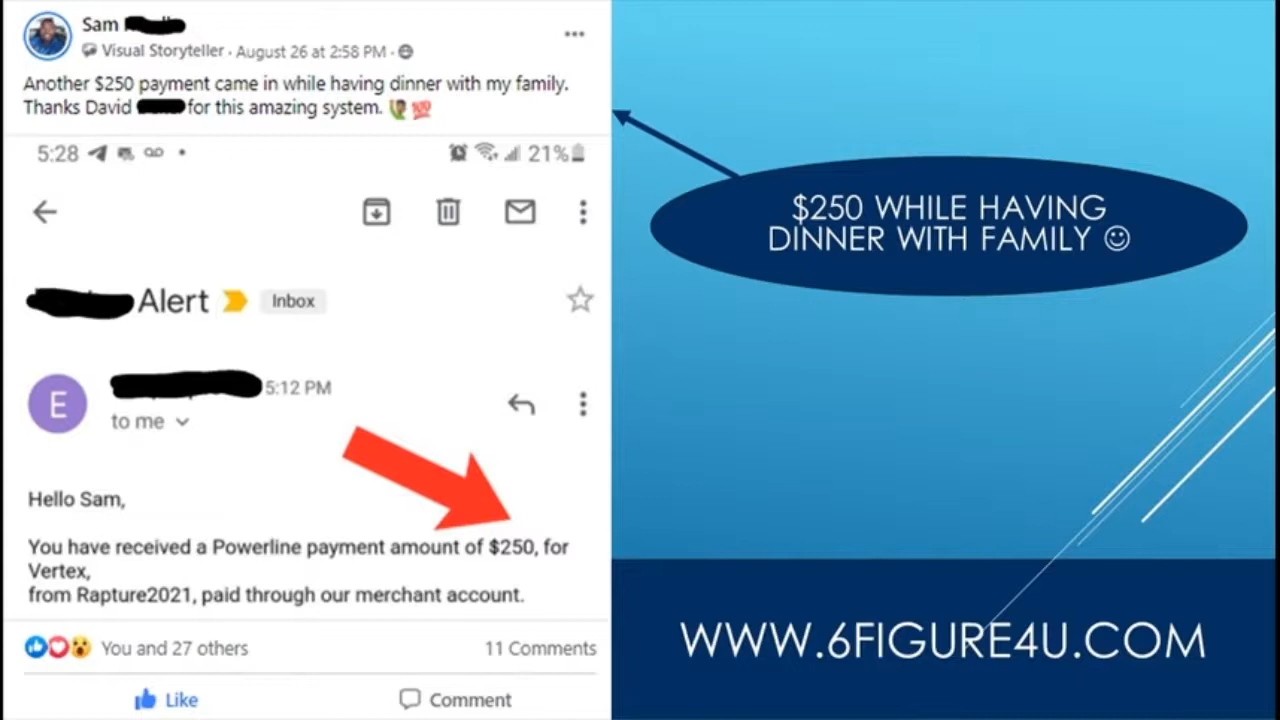 Sam
Visual Storyteller · August 26 at 2:58 PM ·
Another $250 payment came in while having dinner with my family.
Thanks David for this amazing system.
5:28 21%
Alert Inbox
E
5:12 PM
to me
Hello Sam,
You have received a Powerline payment amount of $250, for
Vertex,
from Rapture2021, paid through our merchant account.
You and 27 others 11 Comments
Like Comment
$250 WHILE HAVING
DINNER WITH FAMILY ☺
WWW.6FIGURE4U.COM